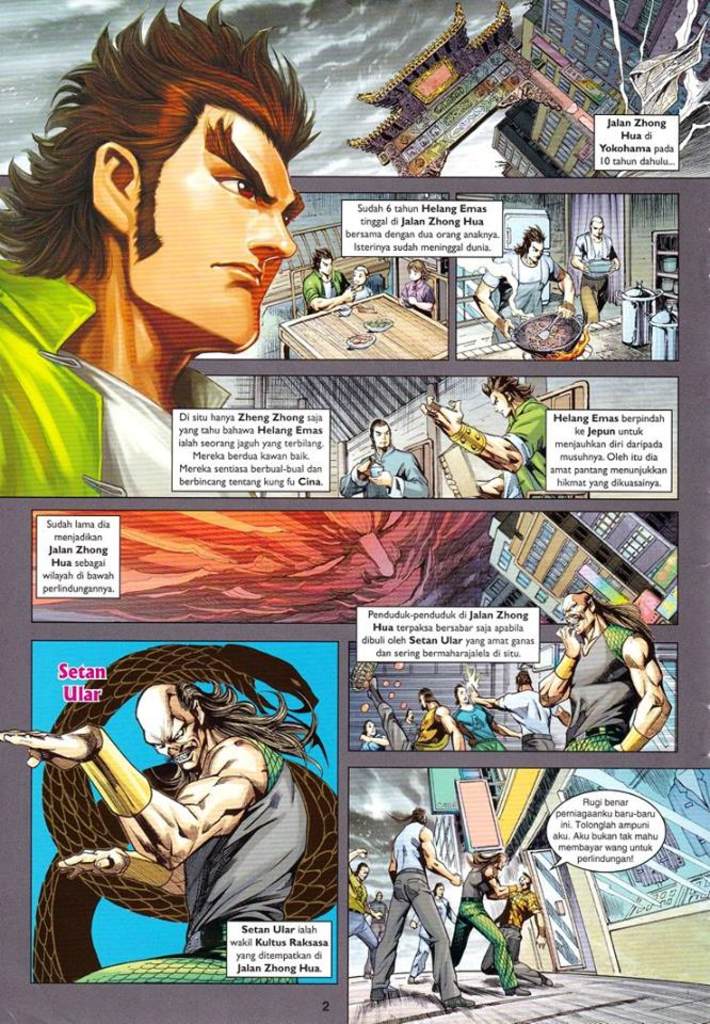 Jalan Zhong
Hua di
Yokohama pada
10 tahun dahulu...
Sudah 6 tahun Helang Emas
tinggal di Jalan Zhong Hua
bersama dengan dua orang anaknya.
Isterinya sudah meninggal dunia.
Di situ hanya Zheng Zhong saja
yang tahu bahawa Helang Emas
ialah seorang jaguh yang terbilang.
Mereka berdua kawan baik.
Mereka sentiasa berbual-bual dan
berbincang tentang kung fu Cina.
Helang Emas berpindah
ke Jepun untuk
menjauhkan diri daripada
musuhnya. Oleh itu dia
amat pantang menunjukkan
hikmat yang dikuasainya.
Sudah lama dia
menjadikan
Jalan Zhong
Hua sebagai
wilayah di bawah
perlindungannya.
Penduduk-penduduk di Jalan Zhong
Hua terpaksa bersabar saja apabila
dibuli oleh Setan Ular yang amat ganas
dan sering bermaharajalela di situ.
Setan
Ular
Setan Ular ialah
wakil Kultus Raksasa
yang ditempatkan di
Jalan Zhong Hua.
Rugi benar
perniagaanku baru-baru
ini. Tolonglah ampuni
aku. Aku bukan tak mahu
membayar wang untuk
perlindungan!
2